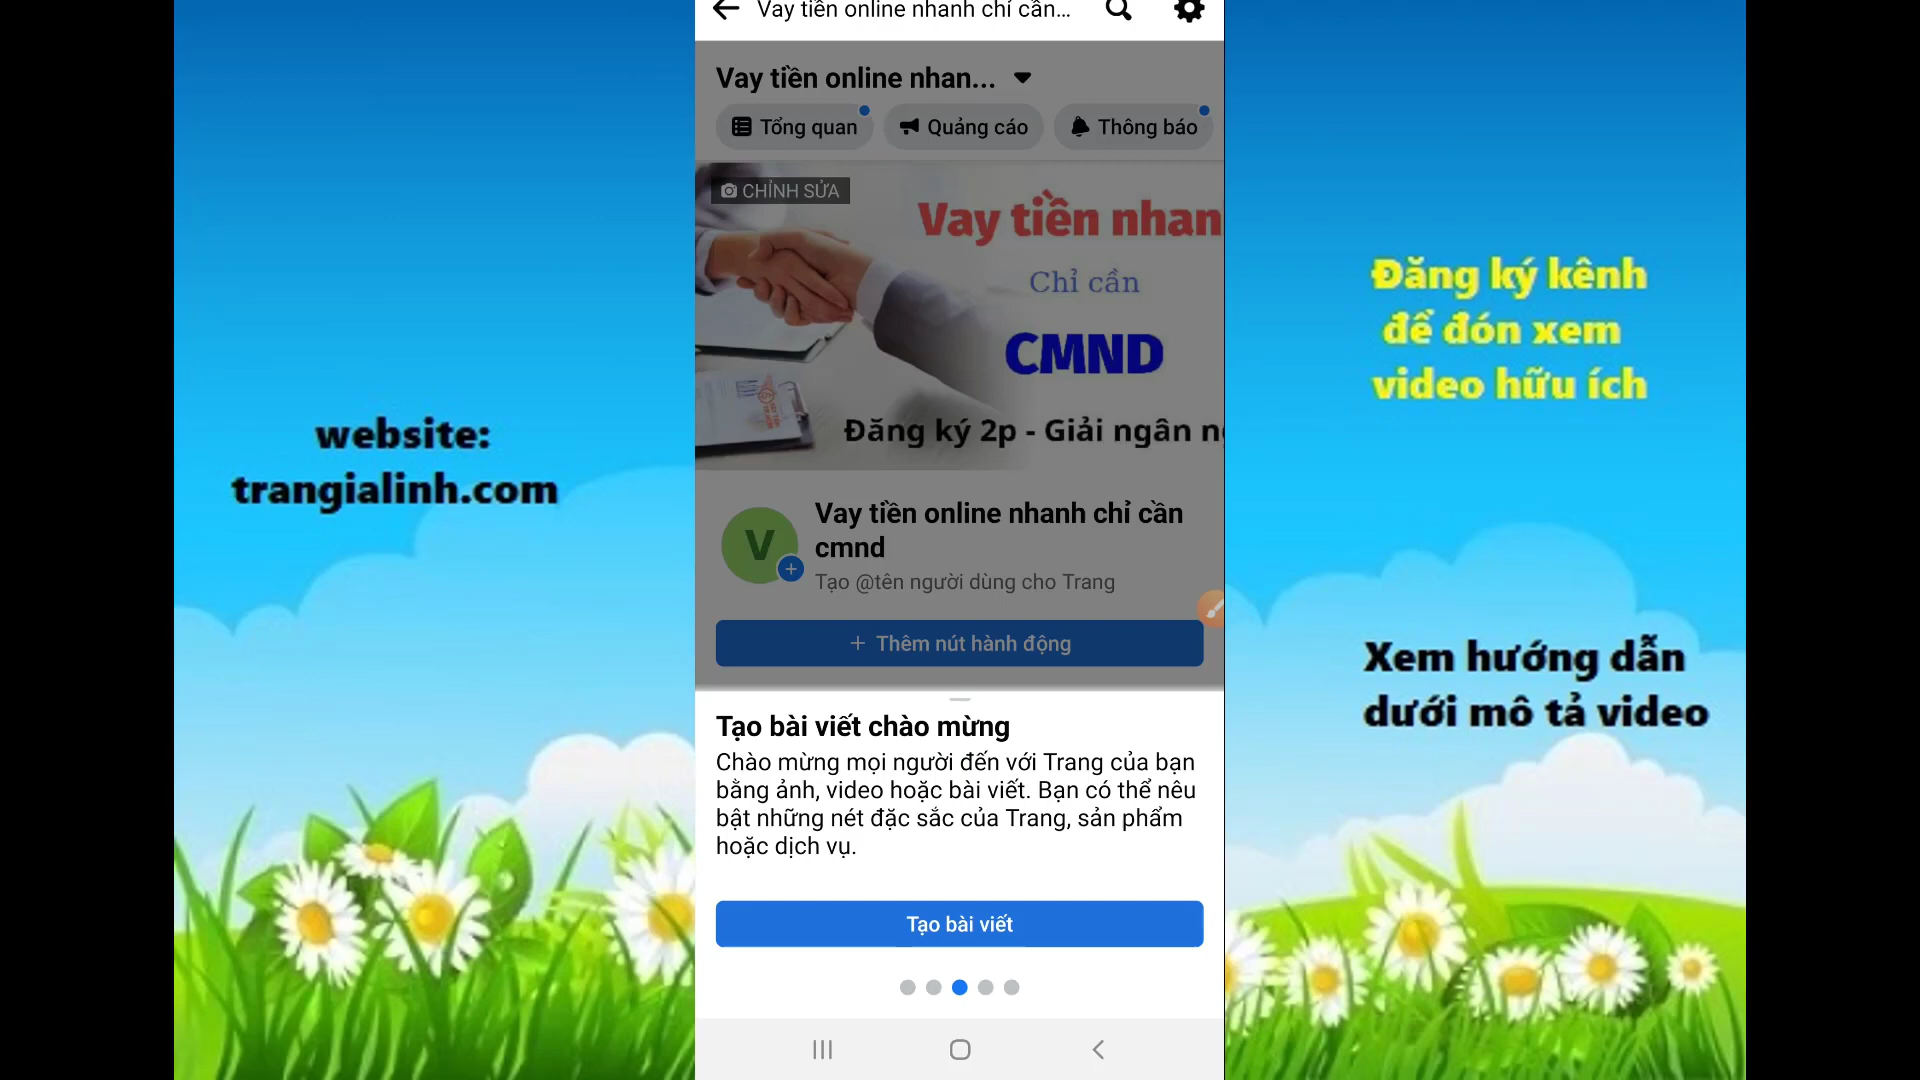 Vay tiền online nhanh chỉ cần...
Vay tiền online nhan...
Tổng quan
Quảng cáo
Thông báo
CHỈNH SỬA
Vay tiền nhan
Chỉ cần
CMND
Đăng ký 2p - Giải ngân n
V
Vay tiền online nhanh chỉ cần
cmnd
Tạo @tên người dùng cho Trang
+ Thêm nút hành động
Tạo bài viết chào mừng
Chào mừng mọi người đến với Trang của bạn
bằng ảnh, video hoặc bài viết. Bạn có thể nêu
bật những nét đặc sắc của Trang, sản phẩm
hoặc dịch vụ.
Tạo bài viết
website:
trangialinh.com
Đăng ký kênh
để đón xem
video hữu ích
Xem hướng dẫn
dưới mô tả video